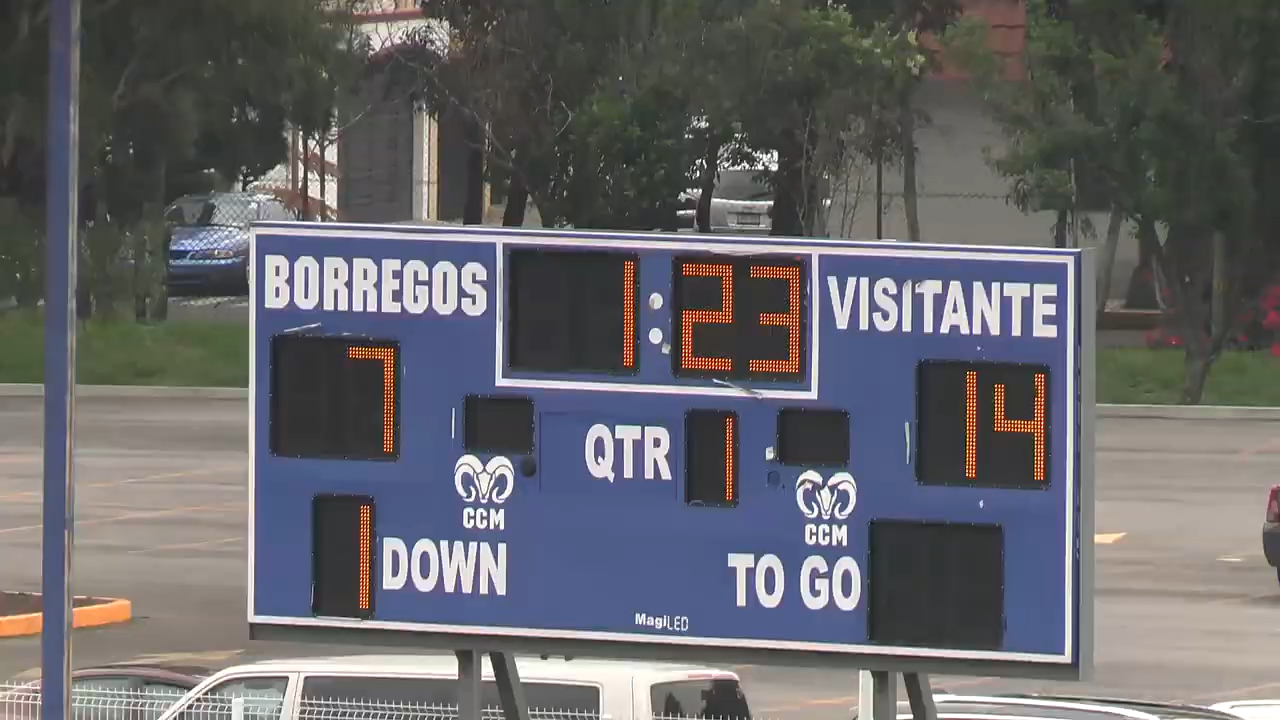 BORREGOS
1:23
VISITANTE
7
14
QTR
1
CCM
CCM
1
DOWN
TO GO
MagiLED